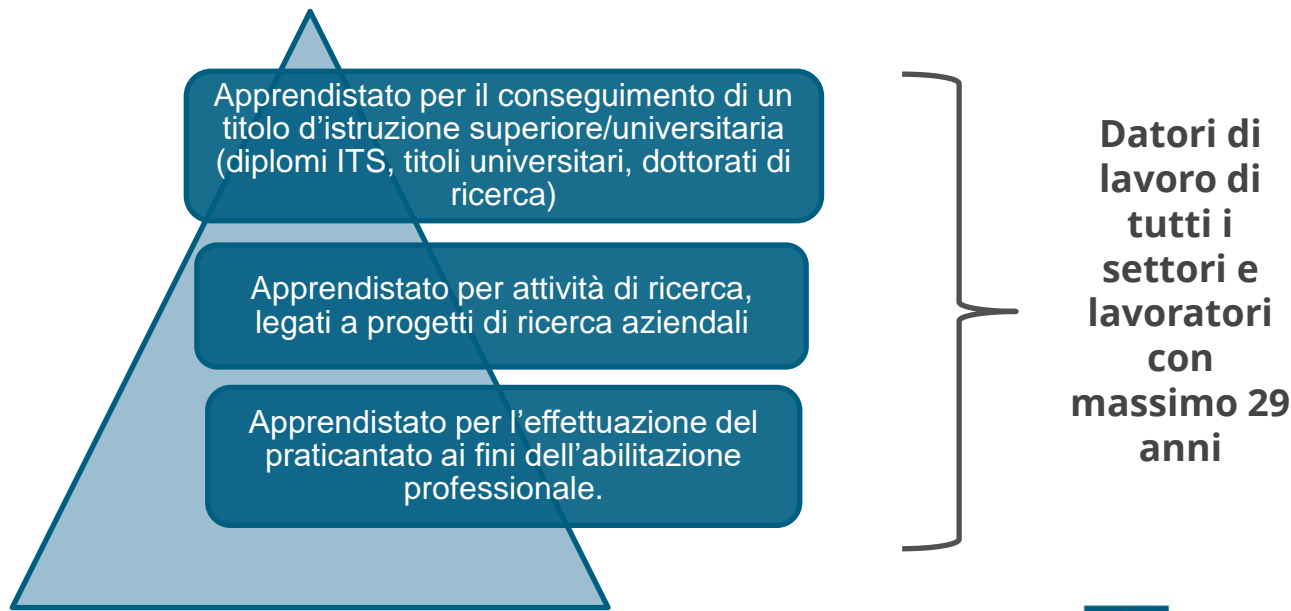 Apprendistato per il conseguimento di un
titolo d'istruzione superiore/universitaria
(diplomi ITS, titoli universitari, dottorati di
ricerca)
Apprendistato per attività di ricerca,
legati a progetti di ricerca aziendali
Apprendistato per l'effettuazione del
praticantato ai fini dell'abilitazione
professionale.
Datori di
lavoro di
tutti i
settori e
lavoratori
con
massimo 29
anni